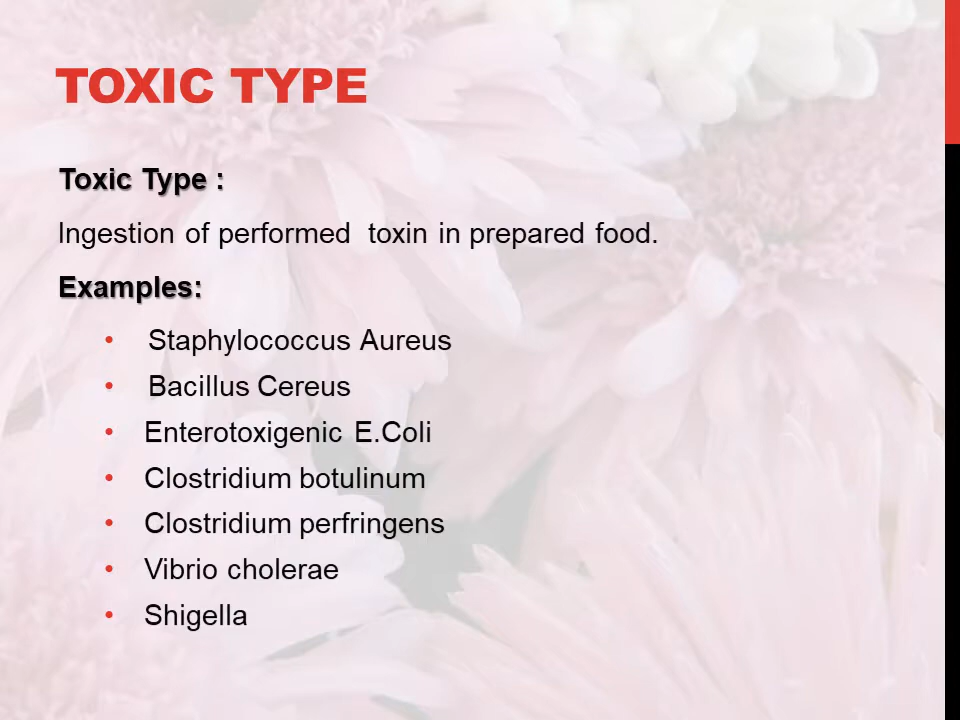 TOXIC TYPE
Toxic Type :
Ingestion of performed  toxin in prepared food.
Examples:
• Staphylococcus Aureus
• Bacillus Cereus
• Enterotoxigenic E.Coli
• Clostridium botulinum
• Clostridium perfringens
• Vibrio cholerae
• Shigella